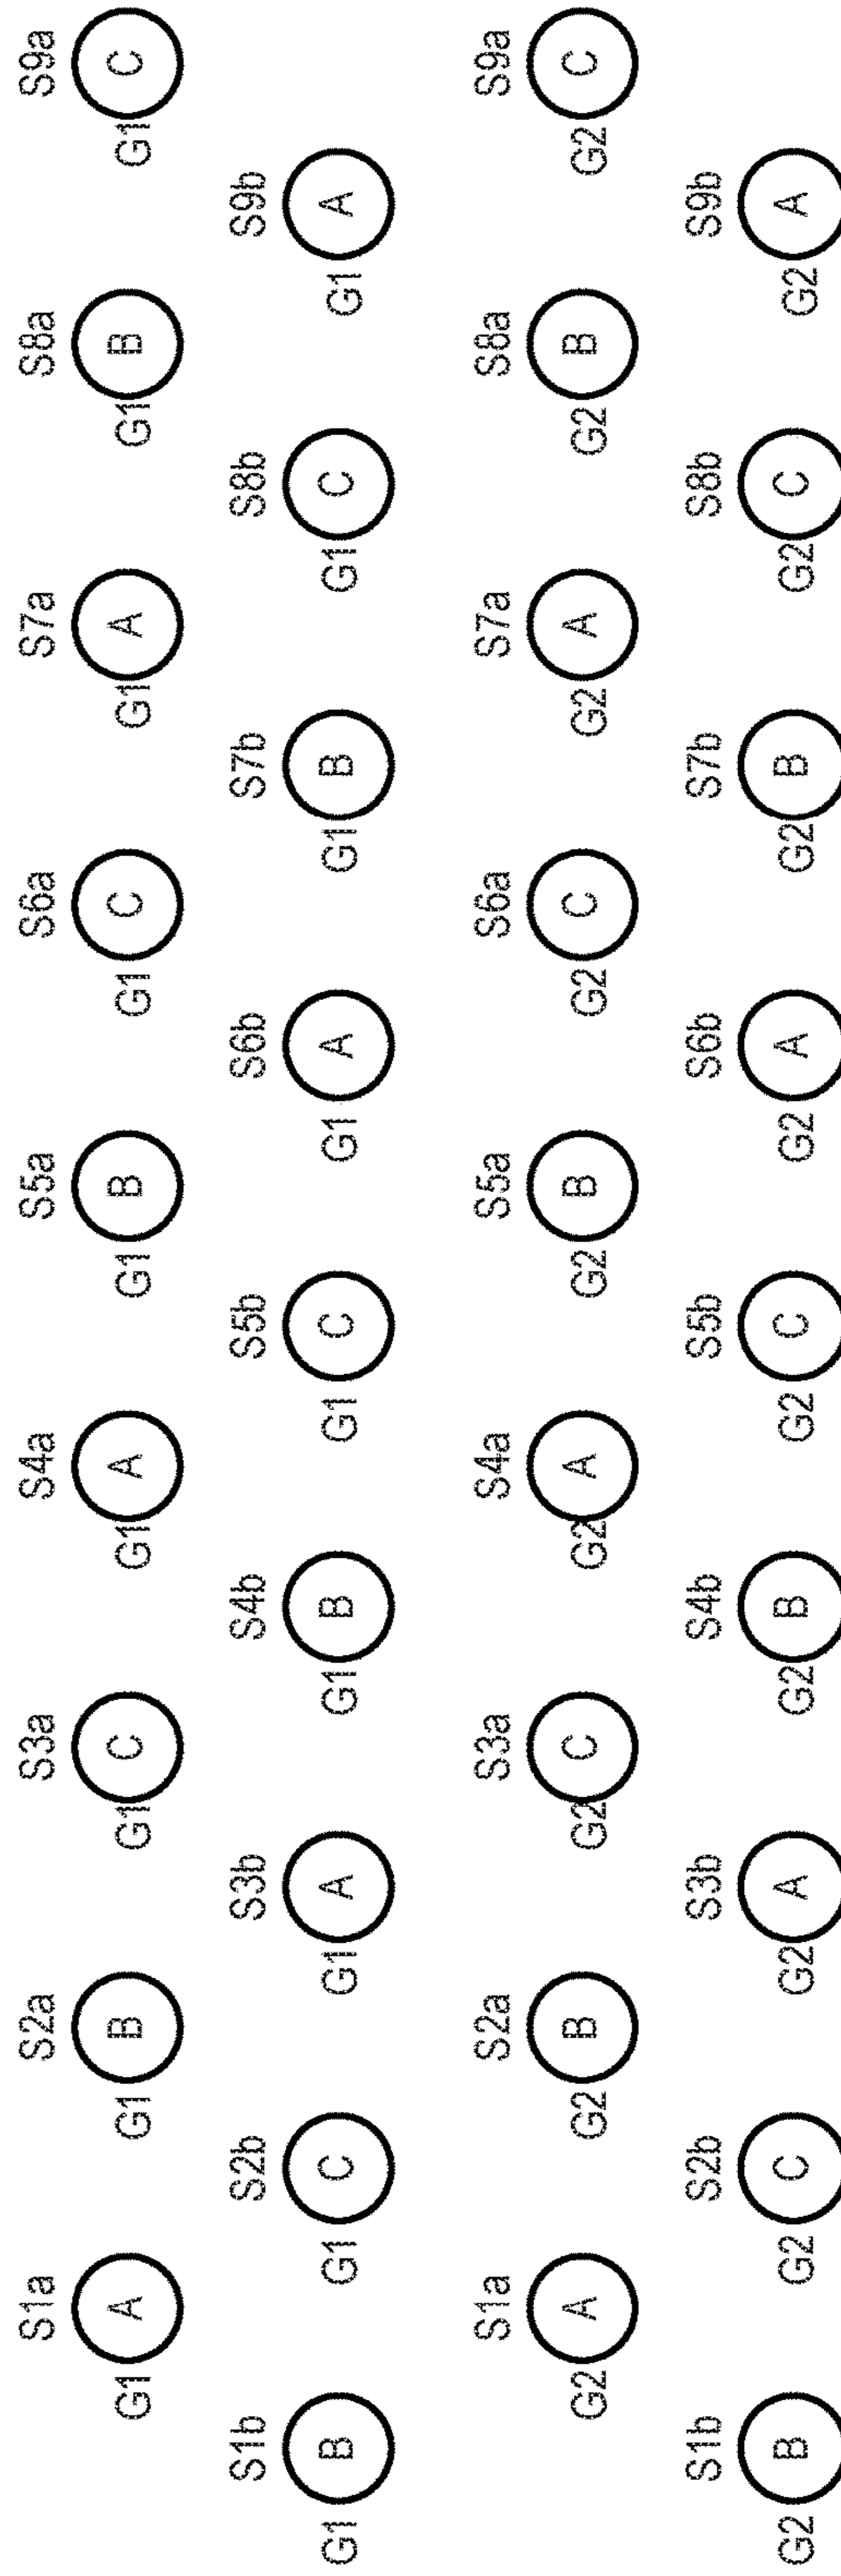 S1a S2a S3a S4a S5a S6a S7a S8a S9a
G1 A G1 B G1 C G1 A G1 B G1 C G1 A G1 B G1 C
S1b S2b S3b S4b S5b S6b S7b S8b S9b
G1 B G1 C G1 A G1 B G1 C G1 A G1 B G1 C G1 A
S1a S2a S3a S4a S5a S6a S7a S8a S9a
G2 A G2 B G2 C G2 A G2 B G2 C G2 A G2 B G2 C
S1b S2b S3b S4b S5b S6b S7b S8b S9b
G2 B G2 C G2 A G2 B G2 C G2 A G2 B G2 C G2 A